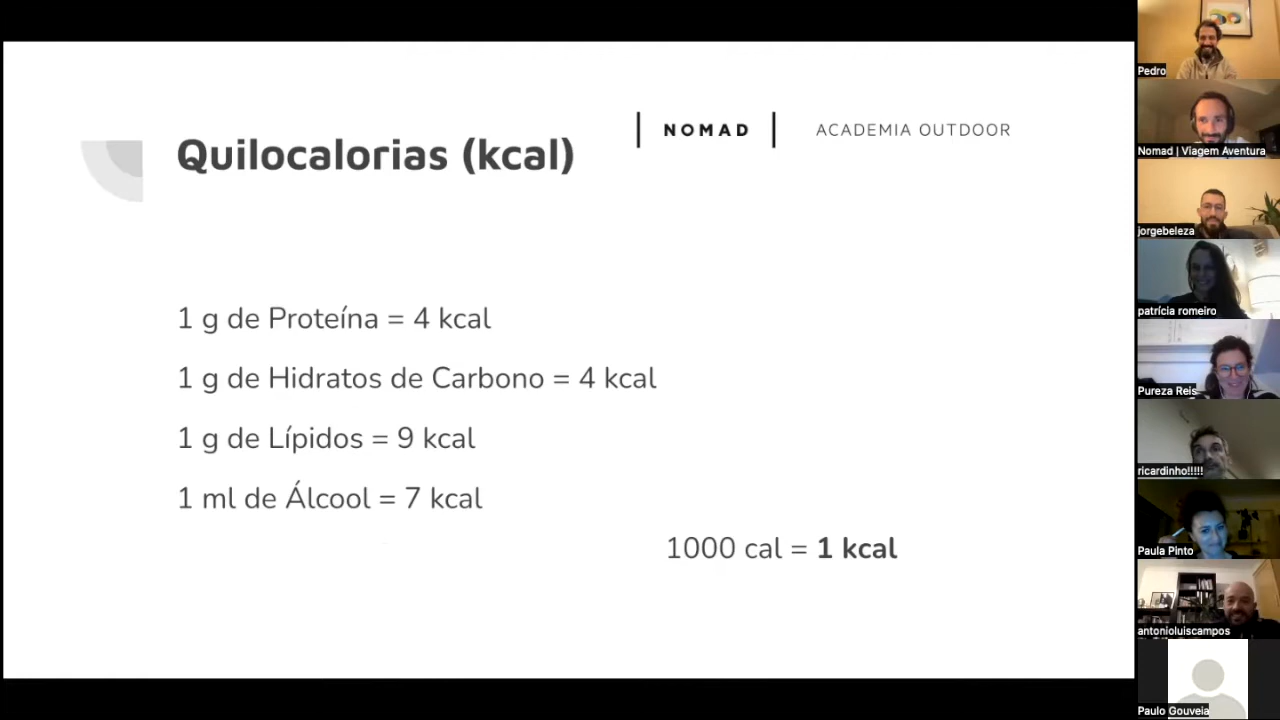 Quilocalorias (kcal)
NOMAD
ACADEMIA OUTDOOR
1 g de Proteína = 4 kcal
1 g de Hidratos de Carbono = 4 kcal
1 g de Lípidos = 9 kcal
1 ml de Álcool = 7 kcal
1000 cal = 1 kcal
Pedro
Nomad | Viagem Aventura
jorgebeleza
patrícia romeiro
Pureza Reis
ricardinho!!!!!
Paula Pinto
antonioluiscampos
Paulo Gouveia